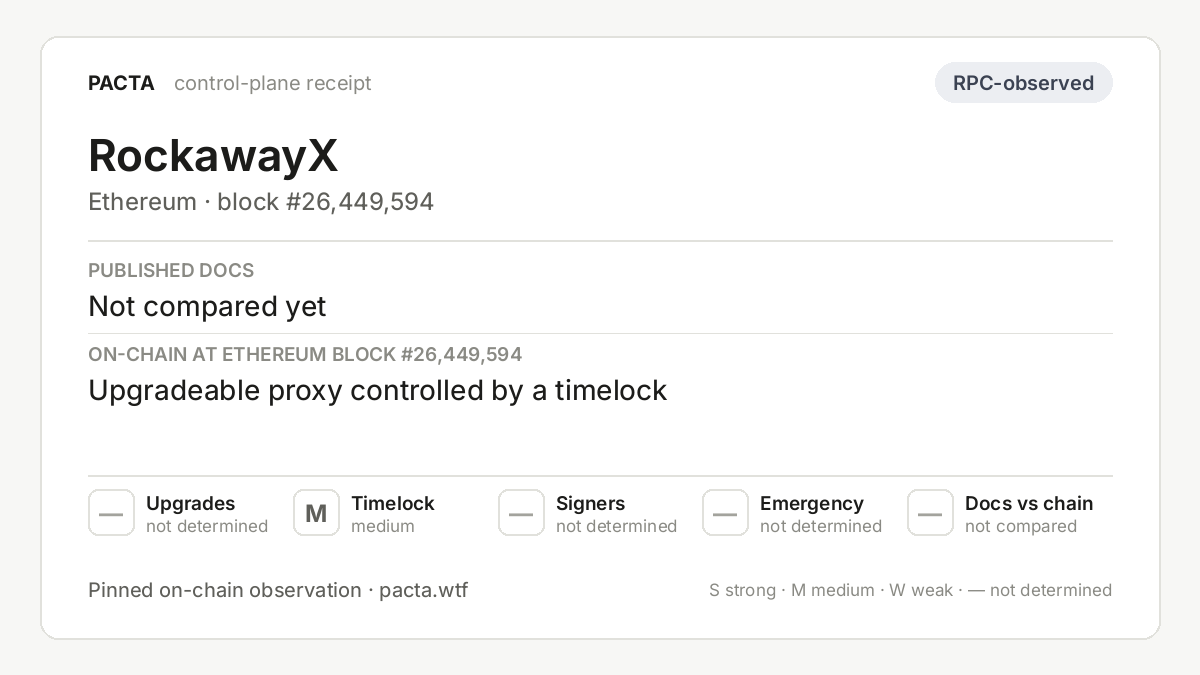 PACTA control-plane receipt RPC-observed
RockawayX
Ethereum · block #26,449,594
PUBLISHED DOCS
Not compared yet
ON-CHAIN AT ETHEREUM BLOCK #26,449,594
Upgradeable proxy controlled by a timelock
— Upgrades not determined
M Timelock medium
— Signers not determined
— Emergency not determined
— Docs vs chain not compared
Pinned on-chain observation · pacta.wtf
S strong · M medium · W weak · — not determined